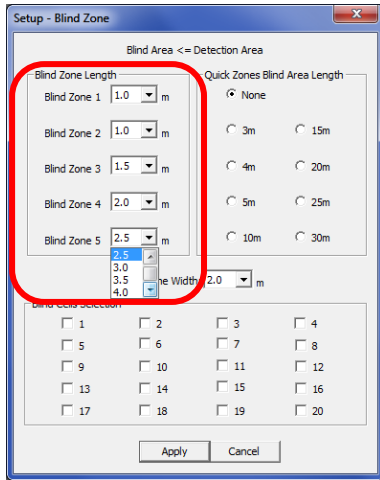 Setup - Blind Zone
x
Blind Area <= Detection Area
Blind Zone Length
Blind Zone 1 1.0 m
Blind Zone 2 1.0 m
Blind Zone 3 1.5 m
Blind Zone 4 2.0 m
Blind Zone 5 2.5 m
2.5
3.0
3.5
4.0
Quick Zones Blind Area Length
None
3m 15m
4m 20m
5m 25m
10m 30m
ne Width 2.0 m
Blind Cells Selection
1 2 3 4
5 6 7 8
9 10 11 12
13 14 15 16
17 18 19 20
Apply Cancel